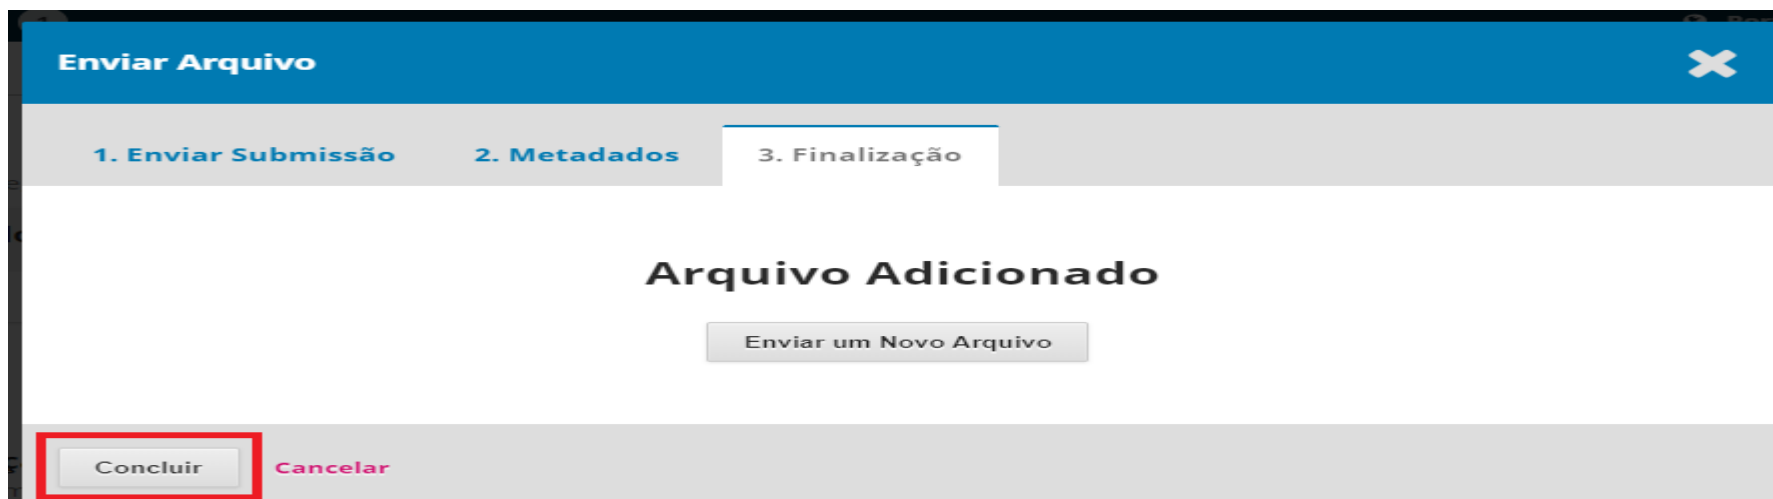 Enviar Arquivo
1. Enviar Submissão 2. Metadados 3. Finalização
Arquivo Adicionado
Enviar um Novo Arquivo
Concluir Cancelar